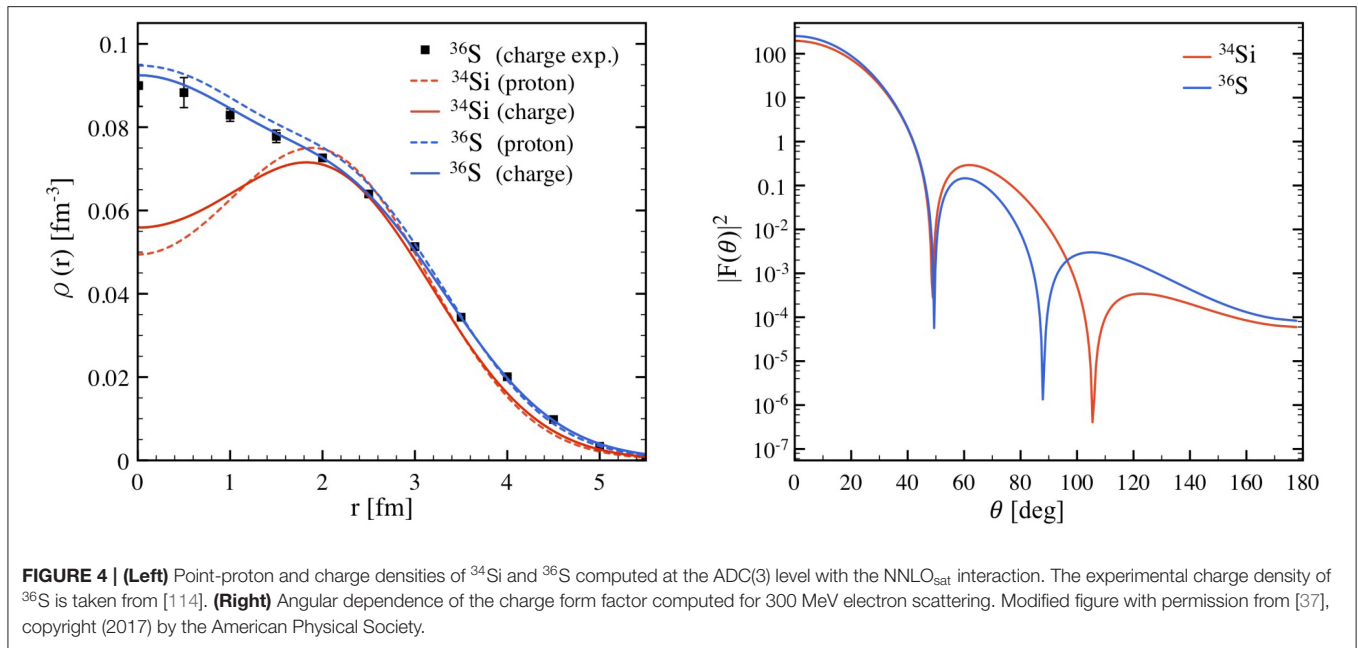 0.1
0.08
0.06
0.04
0.02
0
ρ (r) [fm⁻³]
³⁶S (charge exp.)
³⁴Si (proton)
³⁴Si (charge)
³⁶S (proton)
³⁶S (charge)
0 1 2 3 4 5
r [fm]
100
10
1
0.1
10⁻²
10⁻³
10⁻⁴
10⁻⁵
10⁻⁶
10⁻⁷
|F(θ)|²
³⁴Si
³⁶S
0 20 40 60 80 100 120 140 160 180
θ [deg]
FIGURE 4 | (Left) Point-proton and charge densities of ³⁴Si and ³⁶S computed at the ADC(3) level with the NNLOsat interaction. The experimental charge density of
³⁶S is taken from [114]. (Right) Angular dependence of the charge form factor computed for 300 MeV electron scattering. Modified figure with permission from [37],
copyright (2017) by the American Physical Society.